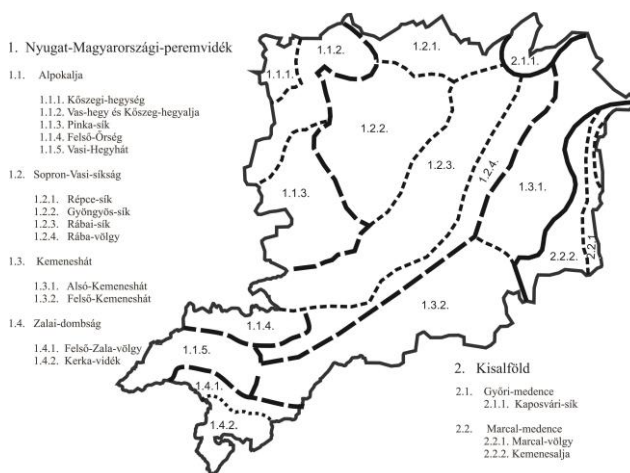 1. Nyugat-Magyarországi-peremvidék
1.1. Alpokalja
1.1.1. Kőszegi-hegység
1.1.2. Vas-hegy és Kőszeg-hegyalja
1.1.3. Pinka-sík
1.1.4. Felső-Őrség
1.1.5. Vasi-Hegyhát
1.2. Sopron-Vasi-síkság
1.2.1. Répce-sík
1.2.2. Gyöngyös-sík
1.2.3. Rábai-sík
1.2.4. Rába-völgy
1.3. Kemeneshát
1.3.1. Alsó-Kemeneshát
1.3.2. Felső-Kemeneshát
1.4. Zalai-dombság
1.4.1. Felső-Zala-völgy
1.4.2. Kerka-vidék
1.1.2.
1.2.1.
2.1.1.
1.1.1.
1.2.2.
1.2.3.
1.2.4.
1.1.3.
1.3.1.
2.2.2.
2.2.1
1.3.2.
1.1.4.
1.1.5.
1.4.1.
1.4.2.
2. Kisalföld
2.1. Győri-medence
2.1.1. Kaposvári-sík
2.2. Marcal-medence
2.2.1 Marcal-völgy
2.2.2. Kemenesalja